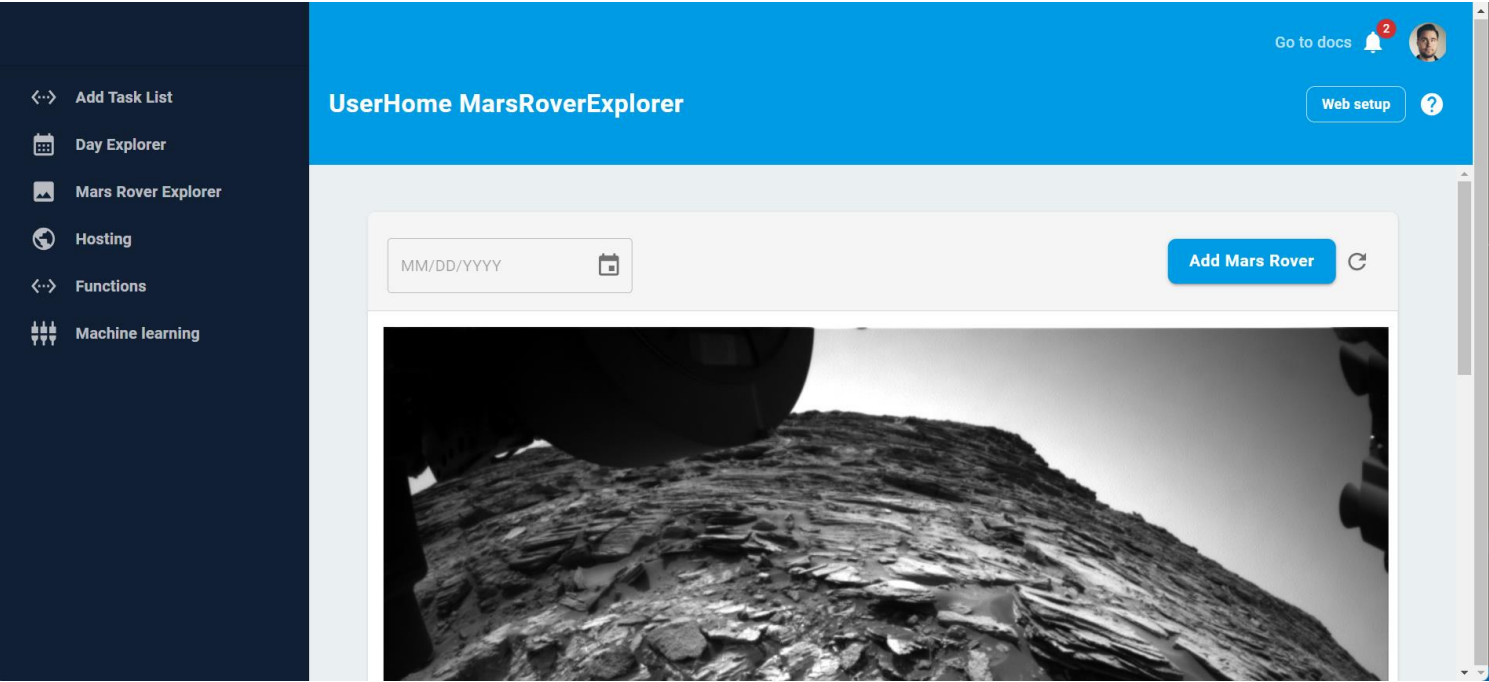 Go to docs
2
Add Task List
UserHome MarsRoverExplorer
Web setup
?
Day Explorer
Mars Rover Explorer
Hosting
Functions
Machine learning
MM/DD/YYYY
Add Mars Rover